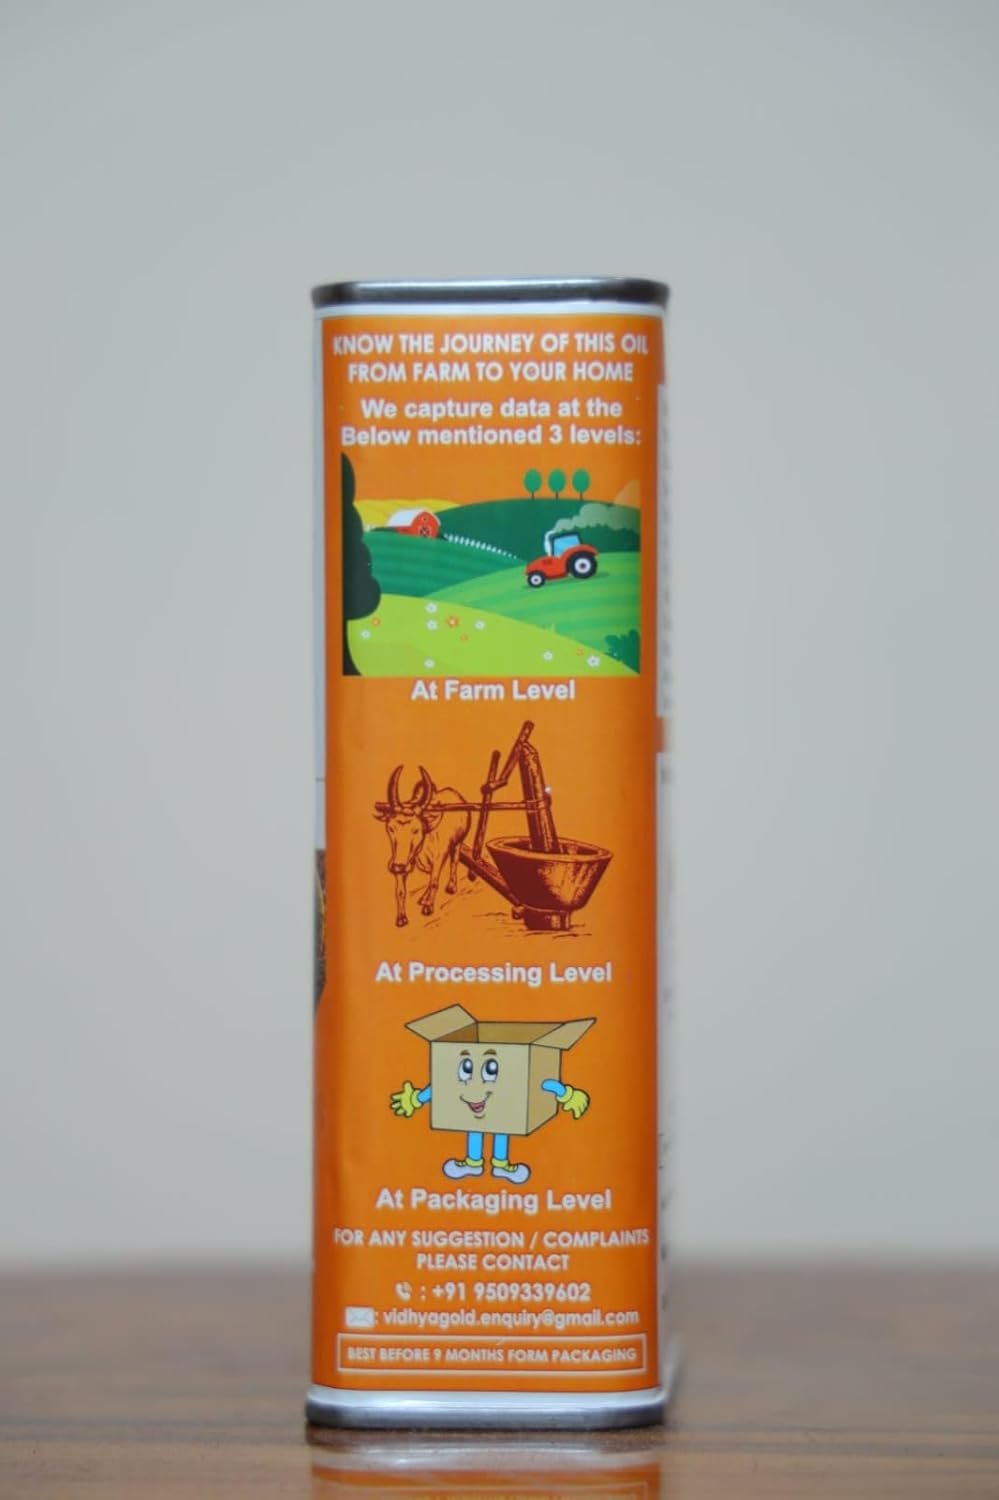 KNOW THE JOURNEY OF THIS OIL
FROM FARM TO YOUR HOME
We capture data at the
Below mentioned 3 levels:
At Farm Level
At Processing Level
At Packaging Level
FOR ANY SUGGESTION / COMPLAINTS
PLEASE CONTACT
: +91 9509339602
: vidhyagold.enquiry@gmail.com
BEST BEFORE 9 MONTHS FORM PACKAGING